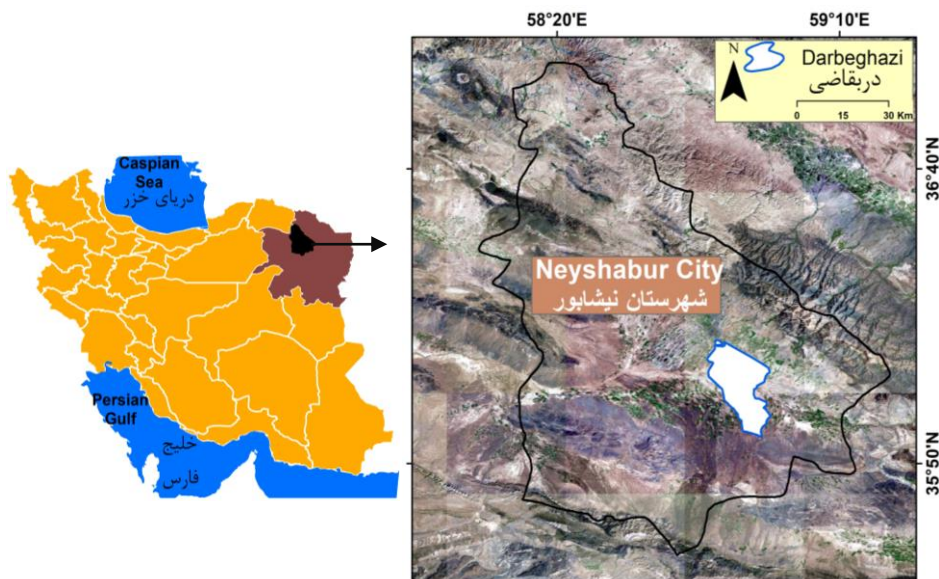 Caspian
Sea
دریای خزر
Persian
Gulf
خلیج
فارس
58°20'E
59°10'E
N
Darbeghazi
دربقاضی
0 15 30 Km
36°40'N
Neyshabur City
شهرستان نیشابور
35°50'N